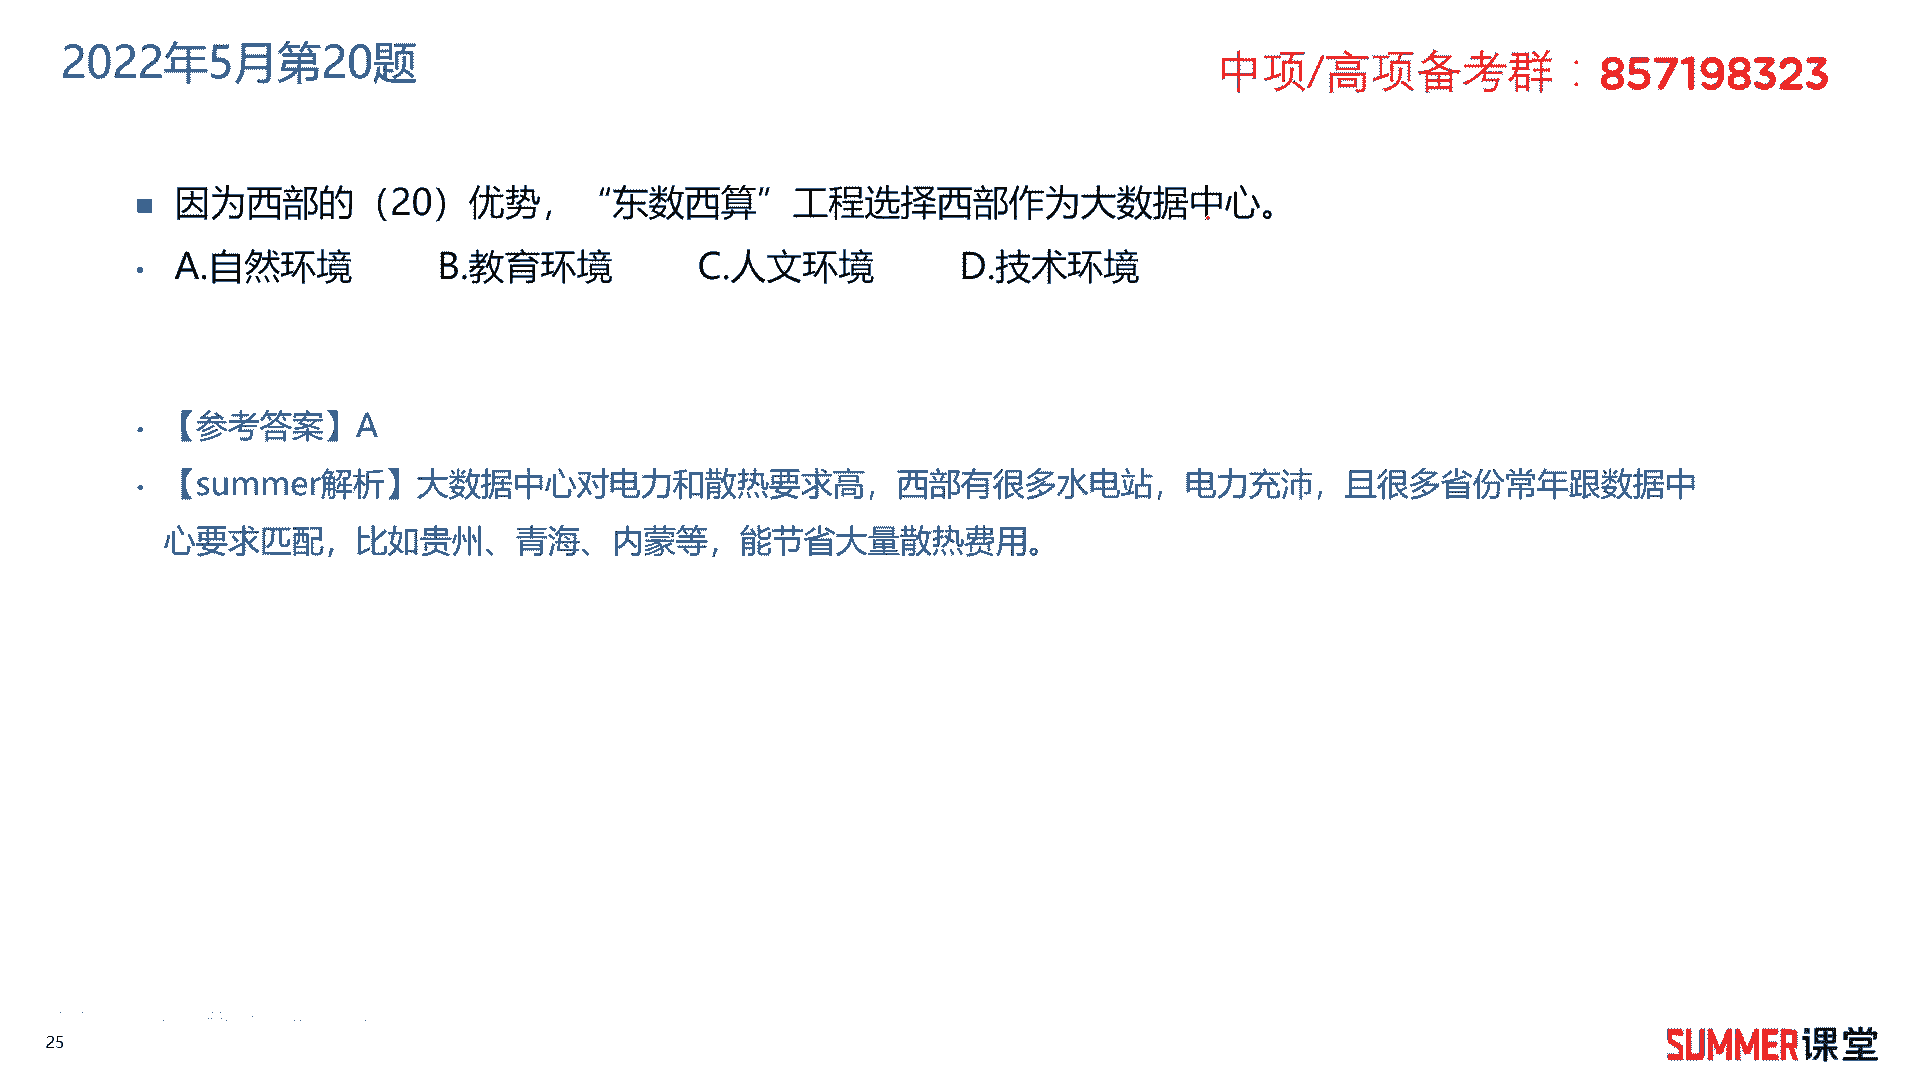 2022年5月第20题
中项/高项备考群：857198323
因为西部的（20）优势，“东数西算”工程选择西部作为大数据中心。
A.自然环境 B.教育环境 C.人文环境 D.技术环境
【参考答案】A
【summer解析】大数据中心对电力和散热要求高，西部有很多水电站，电力充沛，且很多省份常年跟数据中
心要求匹配，比如贵州、青海、内蒙等，能节省大量散热费用。
25
SUMMER课堂